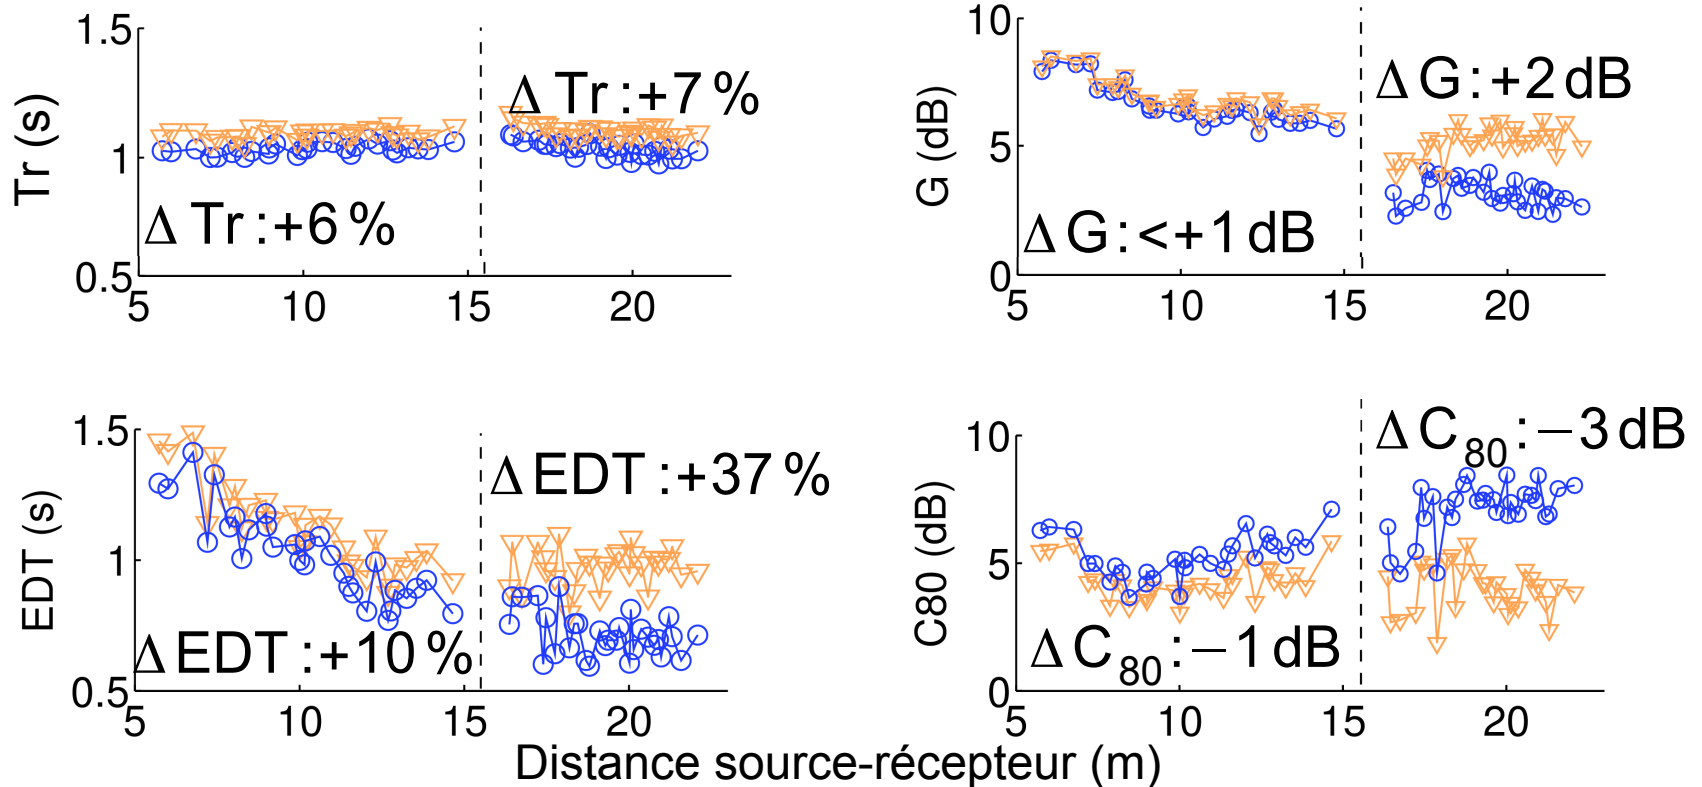 1.5
Tr (s)
1
0.5
5 10 15 20
Δ Tr :+6 %
Δ Tr :+7 %
10
G (dB)
5
0
5 10 15 20
Δ G : <+1 dB
Δ G : +2 dB
1.5
EDT (s)
1
0.5
5 10 15 20
Δ EDT :+10 %
Δ EDT :+37 %
10
C80 (dB)
5
0
5 10 15 20
Δ C80 : −1 dB
Δ C80 : −3 dB
Distance source-récepteur (m)